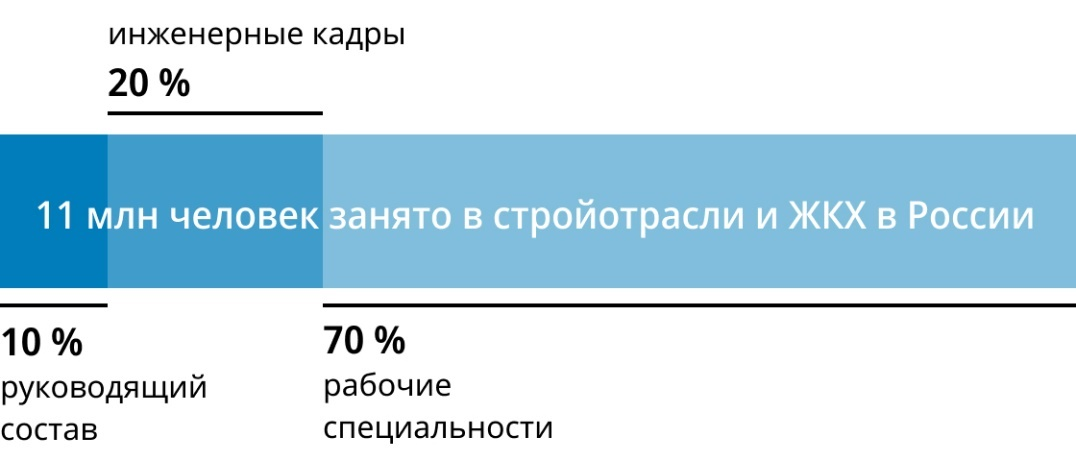 инженерные кадры
20 %
11 млн человек занято в стройотрасли и ЖКХ в России
10 %
руководящий
состав
70 %
рабочие
специальности